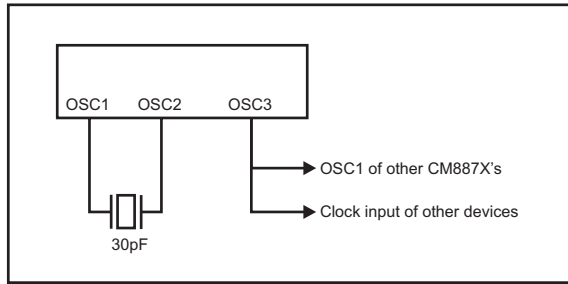 OSC1 OSC2 OSC3
OSC1 of other CM887X's
Clock input of other devices
30pF